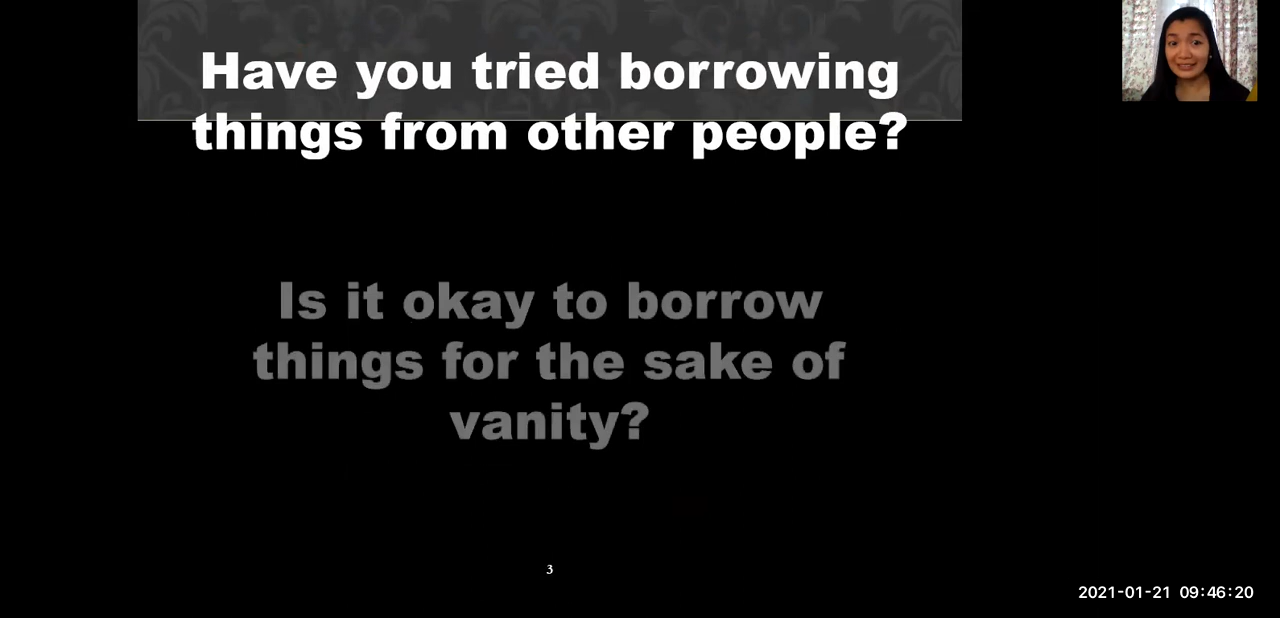 Have you tried borrowing
things from other people?
Is it okay to borrow
things for the sake of
vanity?
3
2021-01-21 09:46:20